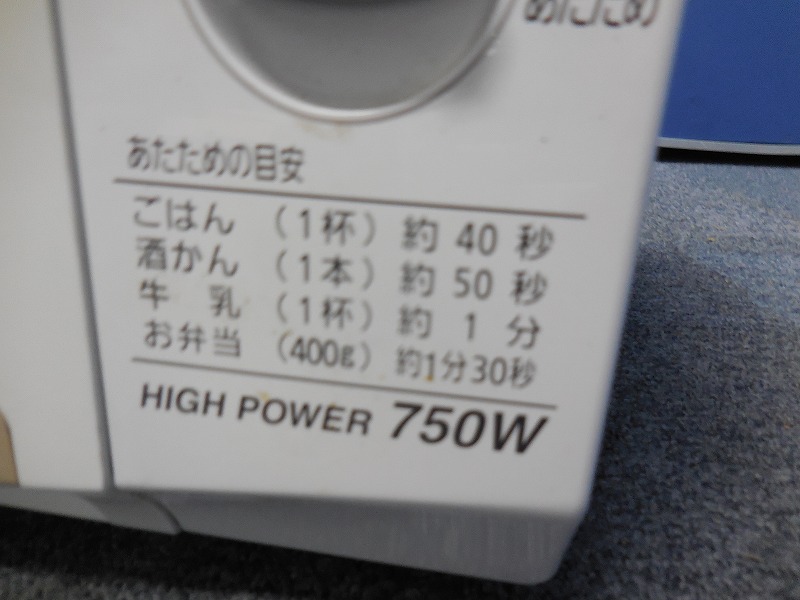 あたための目安
ごはん （1杯） 約 40 秒
酒かん （1本） 約 50 秒
牛 乳 （1杯） 約 1 分
お弁当 （400g） 約1分30秒
HIGH POWER 750W